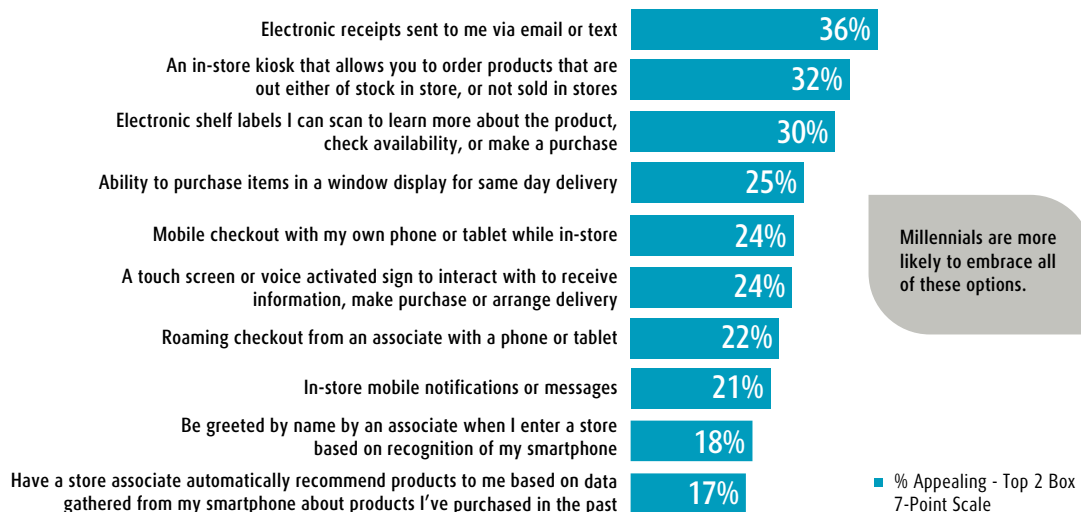 Electronic receipts sent to me via email or text
36%
An in-store kiosk that allows you to order products that are
out either of stock in store, or not sold in stores
32%
Electronic shelf labels I can scan to learn more about the product,
check availability, or make a purchase
30%
Ability to purchase items in a window display for same day delivery
25%
Mobile checkout with my own phone or tablet while in-store
24%
A touch screen or voice activated sign to interact with to receive
information, make purchase or arrange delivery
24%
Roaming checkout from an associate with a phone or tablet
22%
In-store mobile notifications or messages
21%
Be greeted by name by an associate when I enter a store
based on recognition of my smartphone
18%
Have a store associate automatically recommend products to me based on data
gathered from my smartphone about products I've purchased in the past
17%
Millennials are more
likely to embrace all
of these options.
% Appealing - Top 2 Box
7-Point Scale